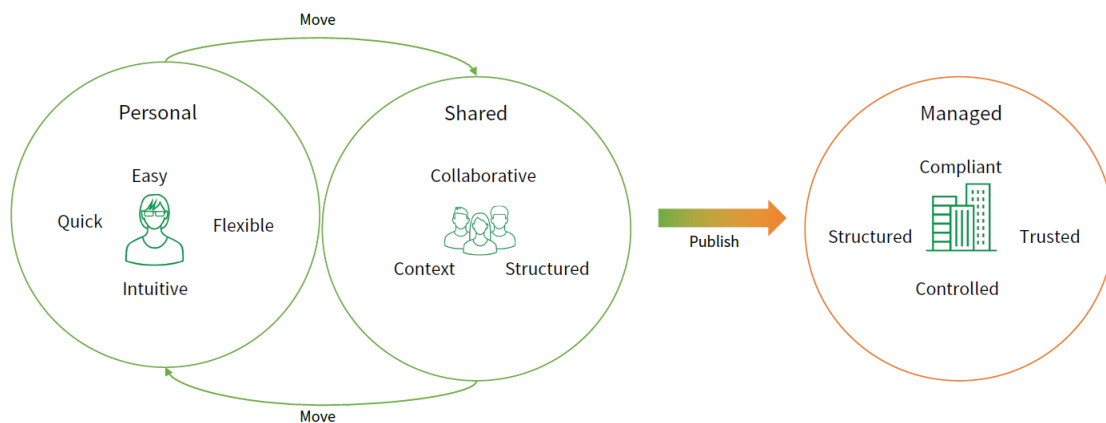 Move
Personal
Easy
Quick
Flexible
Intuitive
Shared
Collaborative
Context
Structured
Move
Publish
Managed
Compliant
Structured
Trusted
Controlled